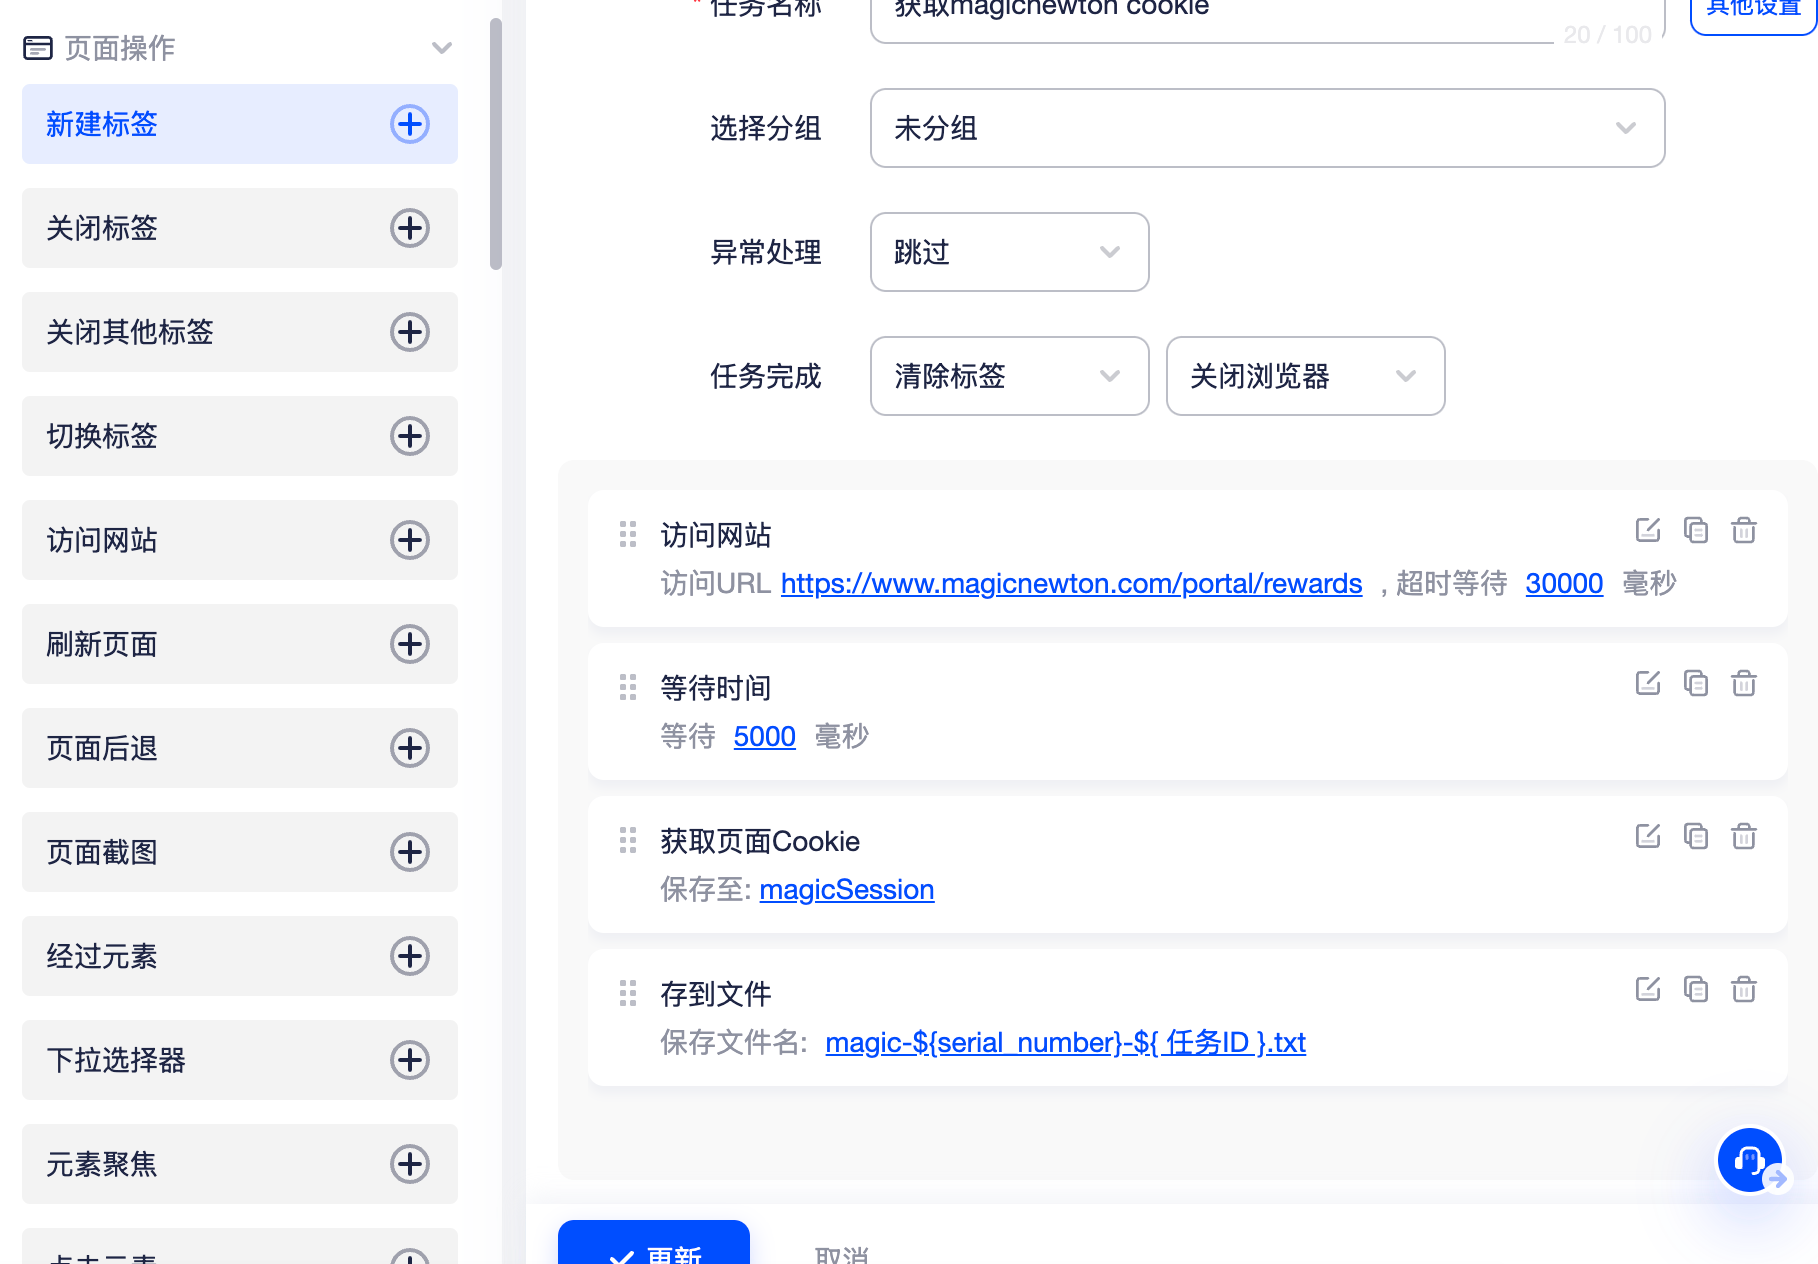 页面操作
新建标签
关闭标签
关闭其他标签
切换标签
访问网站
刷新页面
页面后退
页面截图
经过元素
下拉选择器
元素聚焦
点击元素
* 任务名称
获取magicnewton cookie
20 / 100
其他设置
选择分组
未分组
异常处理
跳过
任务完成
清除标签
关闭浏览器
访问网站
访问URL https://www.magicnewton.com/portal/rewards , 超时等待 30000 毫秒
等待时间
等待 5000 毫秒
获取页面Cookie
保存至: magicSession
存到文件
保存文件名: magic-${serial_number}-${ 任务ID }.txt
更新
取消